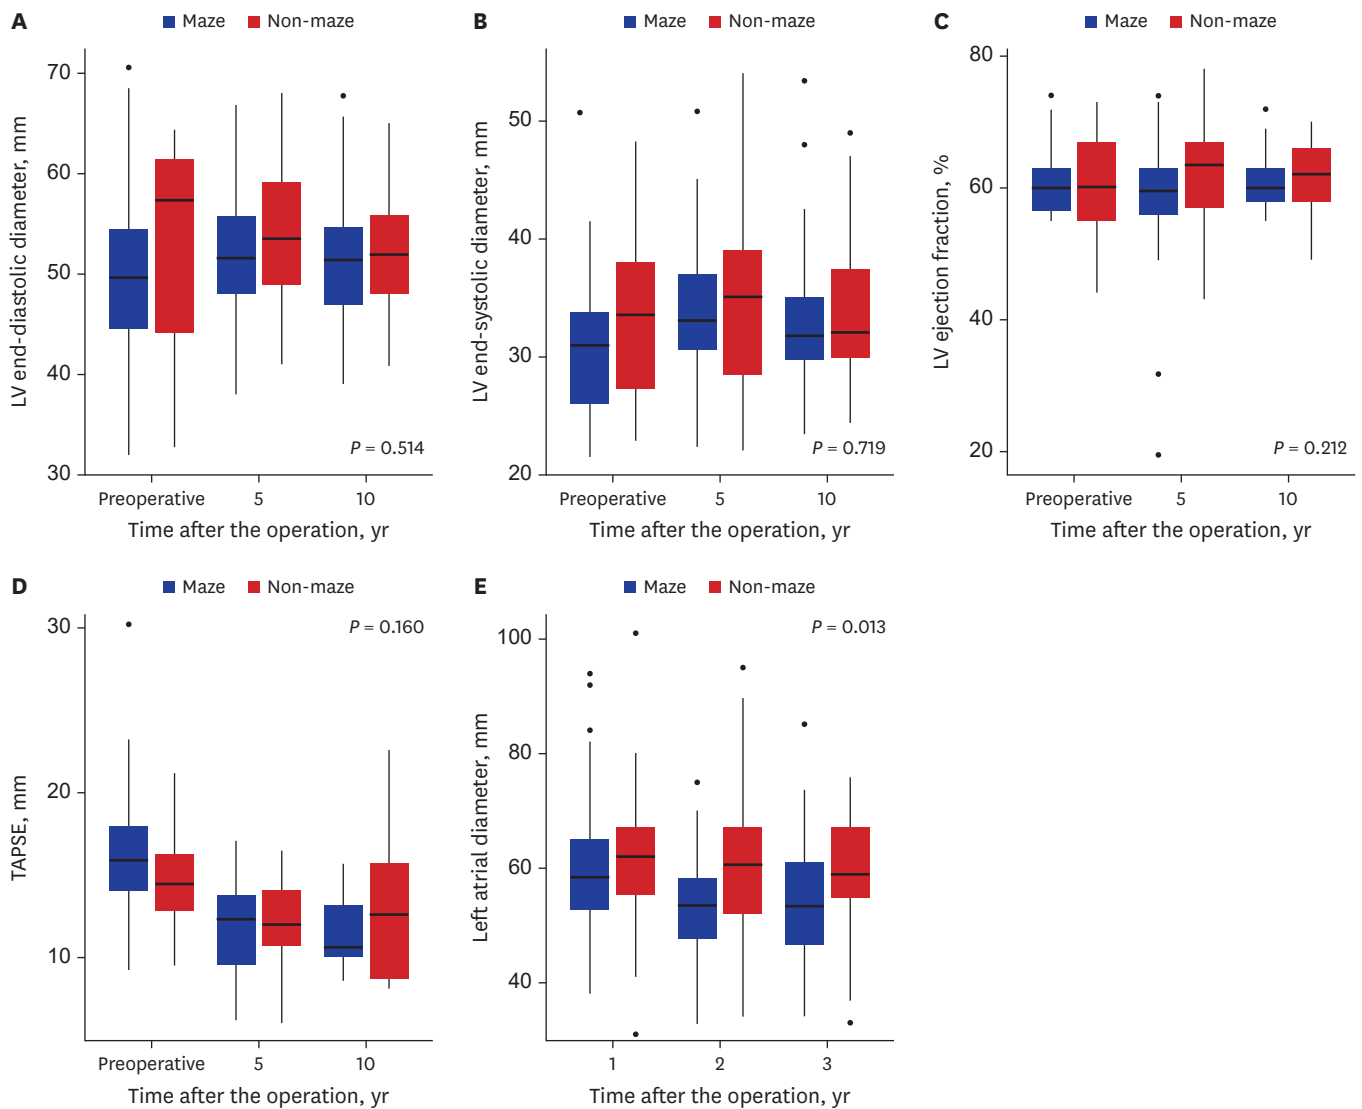 A
Maze Non-maze
LV end-diastolic diameter, mm
70
60
50
40
30
P = 0.514
Preoperative 5 10
Time after the operation, yr
B
Maze Non-maze
LV end-systolic diameter, mm
50
40
30
20
P = 0.719
Preoperative 5 10
Time after the operation, yr
C
Maze Non-maze
LV ejection fraction, %
80
60
40
20
P = 0.212
Preoperative 5 10
Time after the operation, yr
D
Maze Non-maze
TAPSE, mm
30
20
10
P = 0.160
Preoperative 5 10
Time after the operation, yr
E
Maze Non-maze
Left atrial diameter, mm
100
80
60
40
P = 0.013
1 2 3
Time after the operation, yr